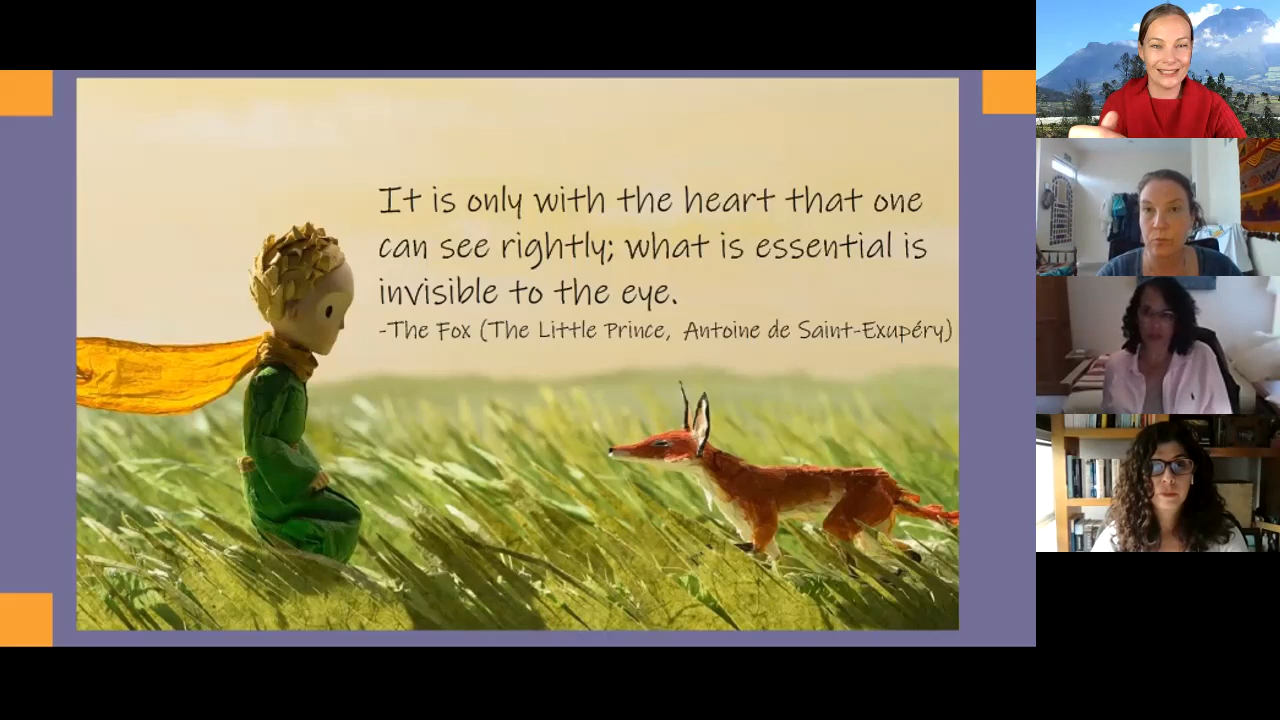 It is only with the heart that one
can see rightly; what is essential is
invisible to the eye.
-The Fox (The Little Prince, Antoine de Saint-Exupéry)